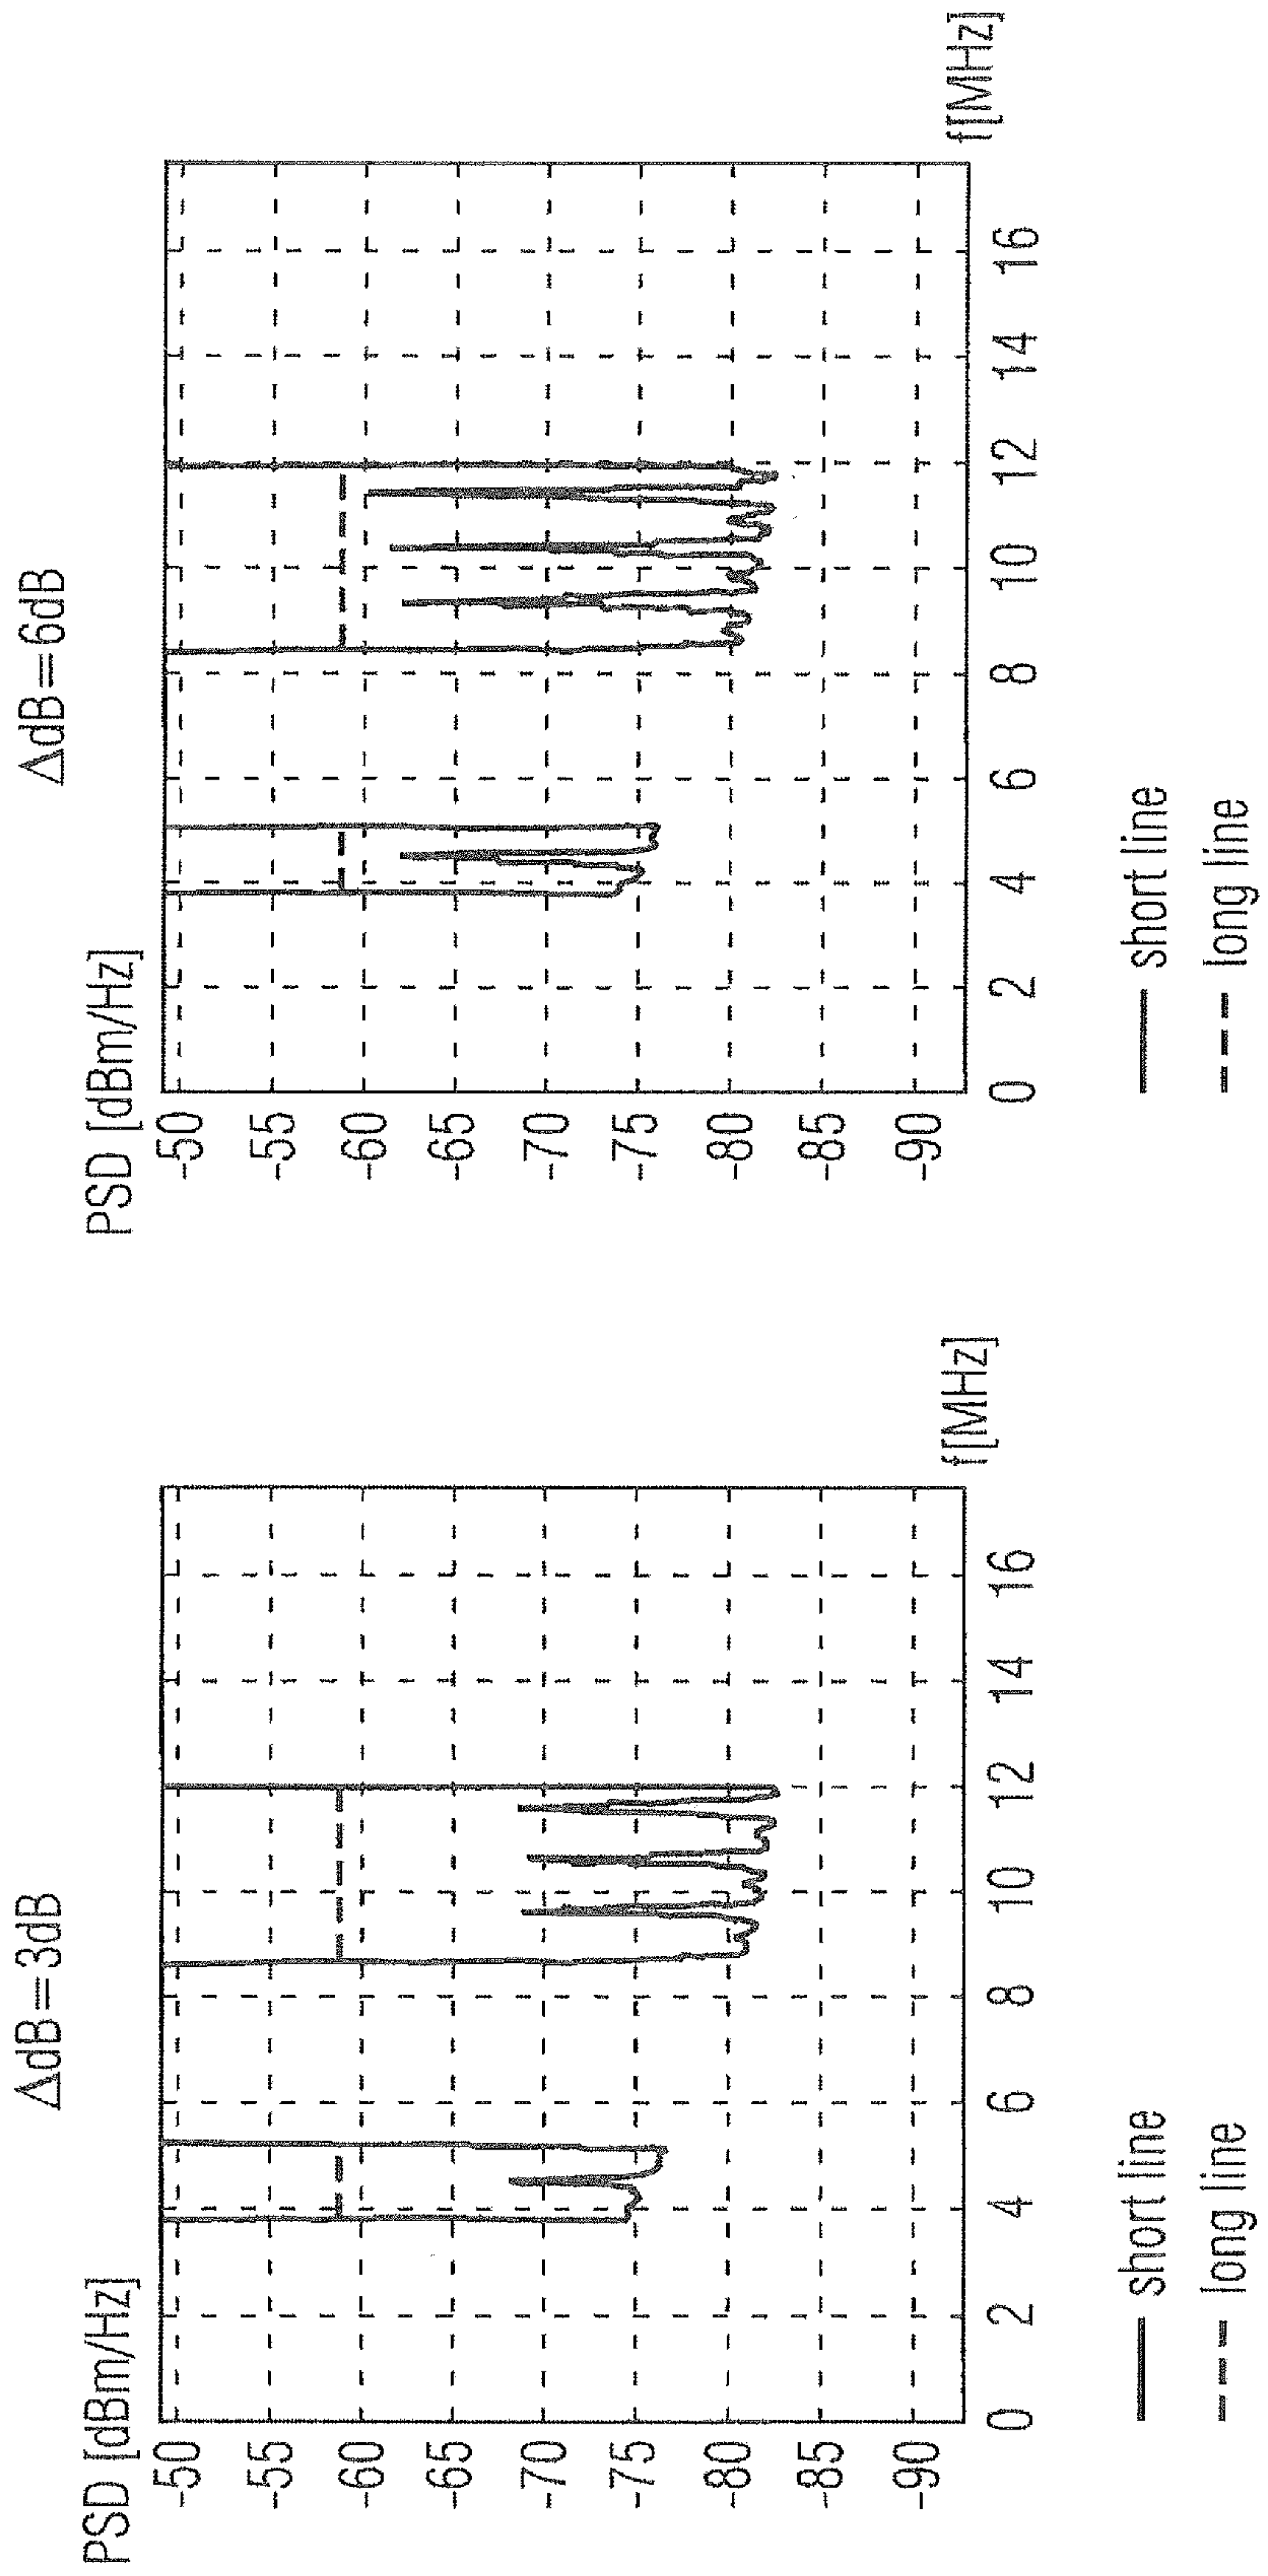 ΔdB=3dB
PSD [dBm/Hz]
-50
-55
-60
-65
-70
-75
-80
-85
-90
0 2 4 6 8 10 12 14 16
f[MHz]
short line
long line
ΔdB=6dB
PSD [dBm/Hz]
-50
-55
-60
-65
-70
-75
-80
-85
-90
0 2 4 6 8 10 12 14 16
f[MHz]
short line
long line